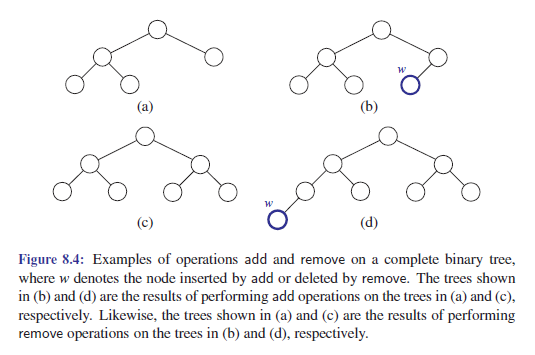 w
(a)
(b)
w
(c)
(d)
Figure 8.4: Examples of operations add and remove on a complete binary tree,
where w denotes the node inserted by add or deleted by remove. The trees shown
in (b) and (d) are the results of performing add operations on the trees in (a) and (c),
respectively. Likewise, the trees shown in (a) and (c) are the results of performing
remove operations on the trees in (b) and (d), respectively.